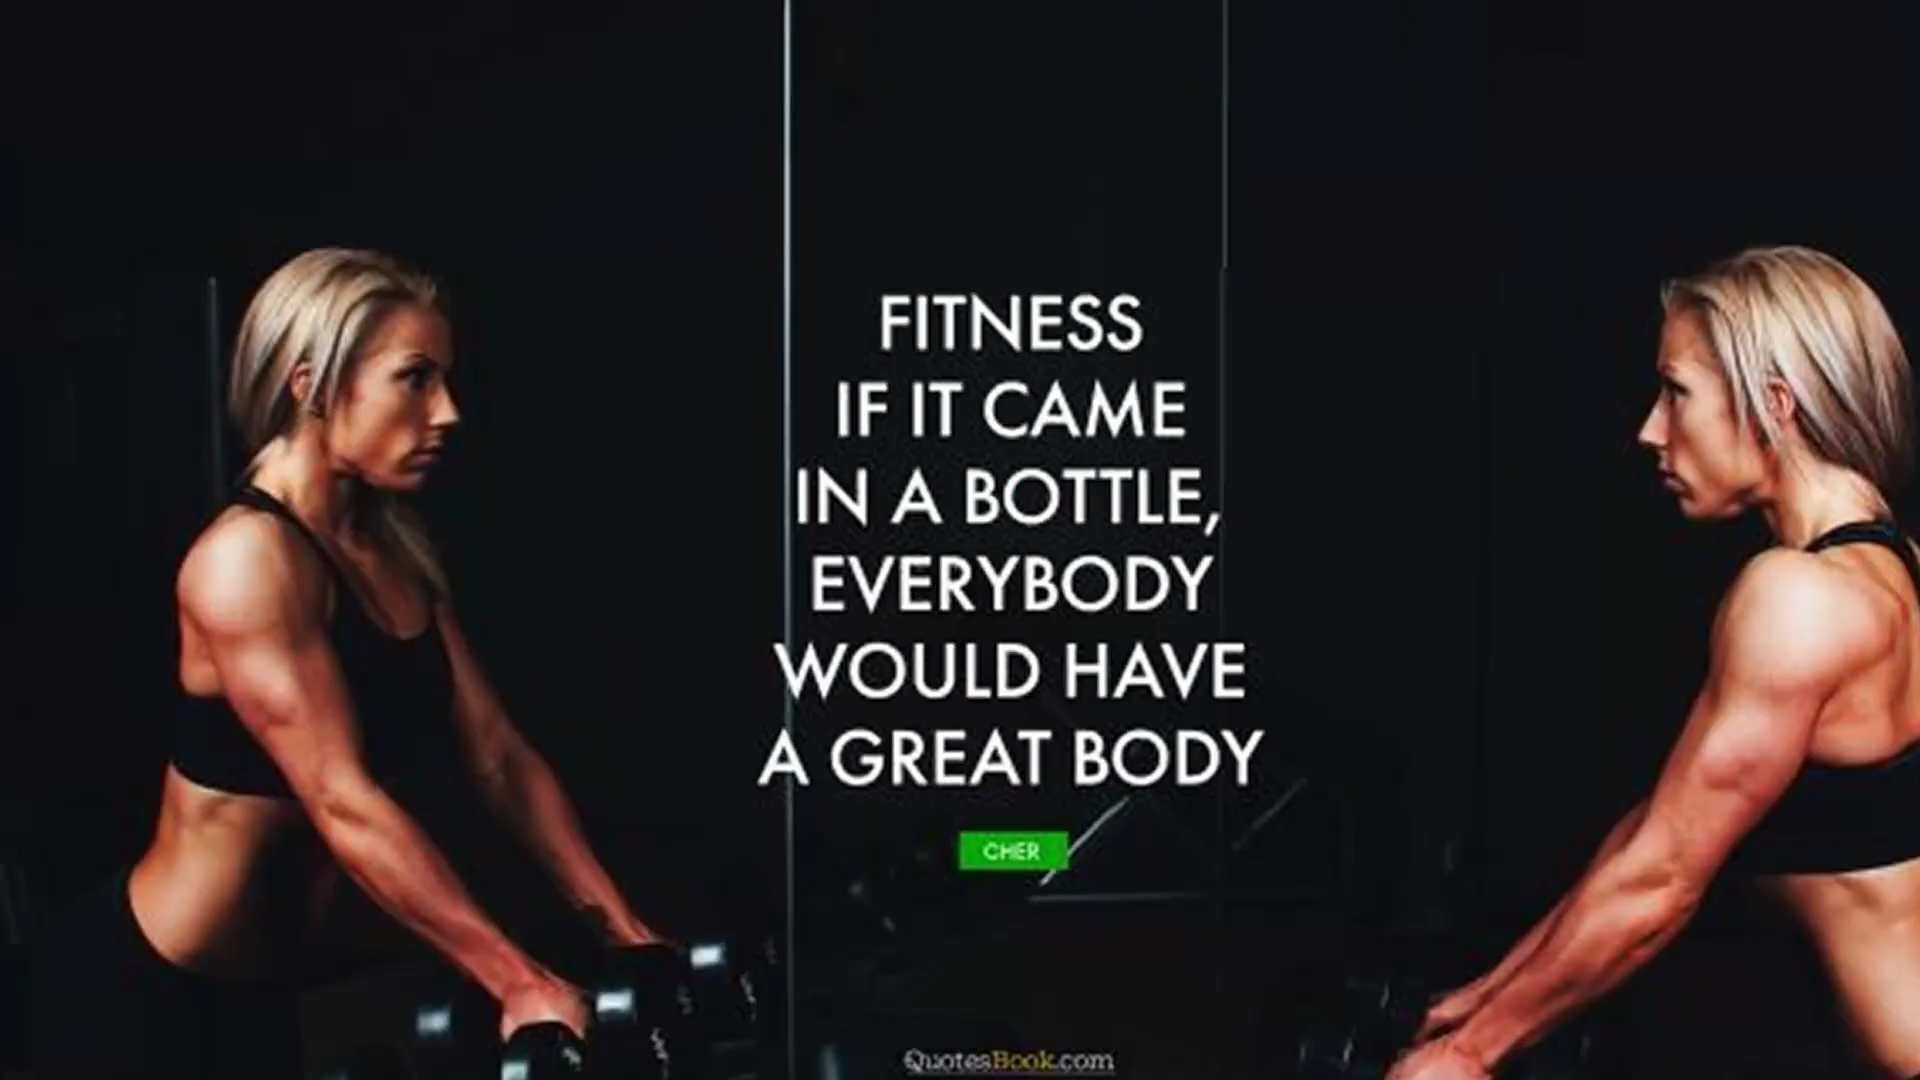 FITNESS
IF IT CAME
IN A BOTTLE,
EVERYBODY
WOULD HAVE
A GREAT BODY
CHER
QuotesBook.com